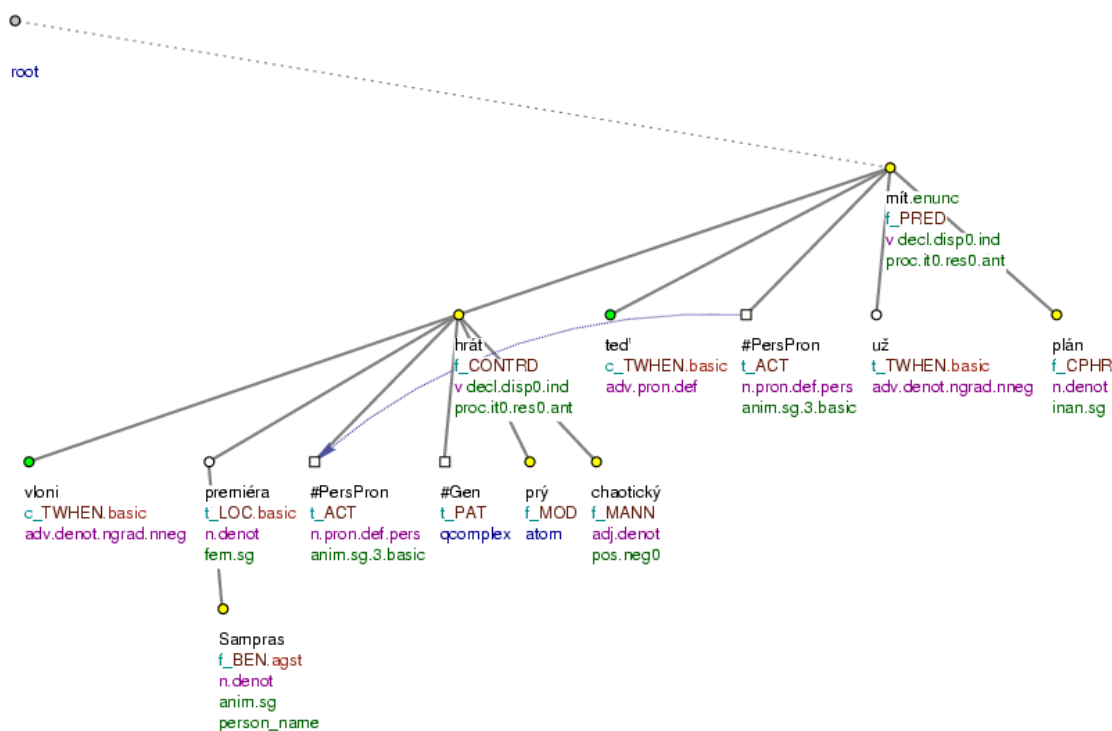 root
mít.enunc
f_PRED
v decl.disp0.ind
proc.it0.res0.ant
hrát
f_CONTRD
v decl.disp0.ind
proc.it0.res0.ant
teď
c_TWHEN.basic
adv.pron.def
#PersPron
t_ACT
n.pron.def.pers
anim.sg.3.basic
už
t_TWHEN.basic
adv.denot.ngrad.nneg
plán
f_CPHR
n.denot
inan.sg
vloni
c_TWHEN.basic
adv.denot.ngrad.nneg
premiéra
t_LOC.basic
n.denot
fem.sg
#PersPron
t_ACT
n.pron.def.pers
anim.sg.3.basic
#Gen
t_PAT
qcomplex
prý
f_MOD
atom
chaotický
f_MANN
adj.denot
pos.neg0
Sampras
f_BEN.agst
n.denot
anim.sg
person_name